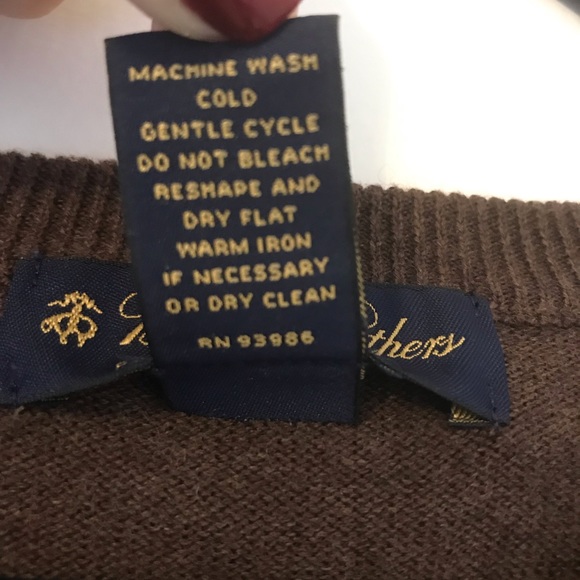 MACHINE WASH
COLD
GENTLE CYCLE
DO NOT BLEACH
RESHAPE AND
DRY FLAT
WARM IRON
IF NECESSARY
OR DRY CLEAN
RN 93986